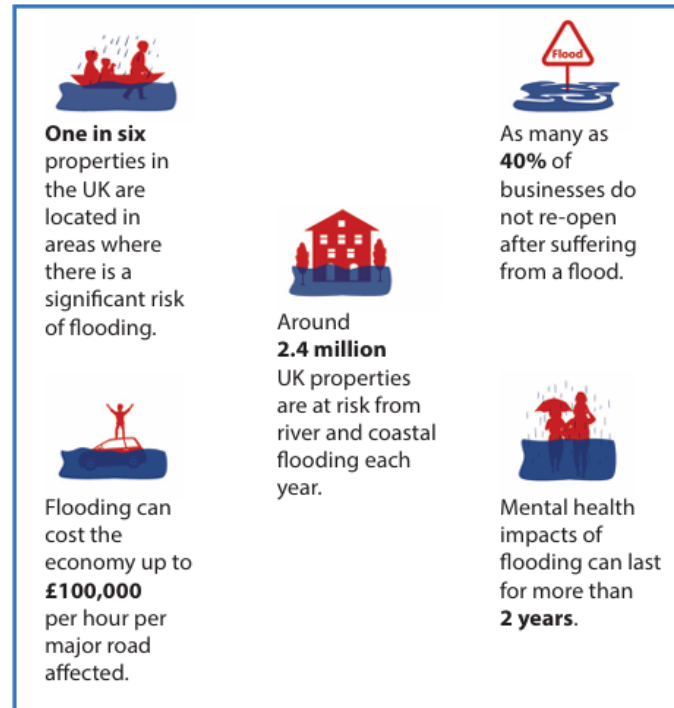 One in six
properties in
the UK are
located in
areas where
there is a
significant risk
of flooding.
Flood
As many as
40% of
businesses do
not re-open
after suffering
from a flood.
Around
2.4 million
UK properties
are at risk from
river and coastal
flooding each
year.
Flooding can
cost the
economy up to
£100,000
per hour per
major road
affected.
Mental health
impacts of
flooding can last
for more than
2 years.